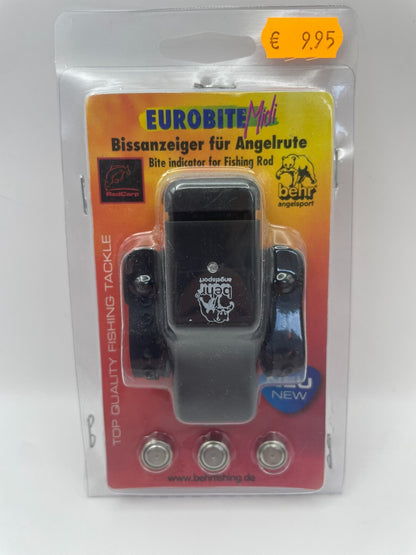 € 9.95
EUROBITE Midi
Bissanzeiger für Angelrute
Bite indicator for Fishing Rod
RedCarp
behr
angelsport
behr
angelsport
TOP QUALITY FISHING TACKLE
NEW
www.behrfishing.de